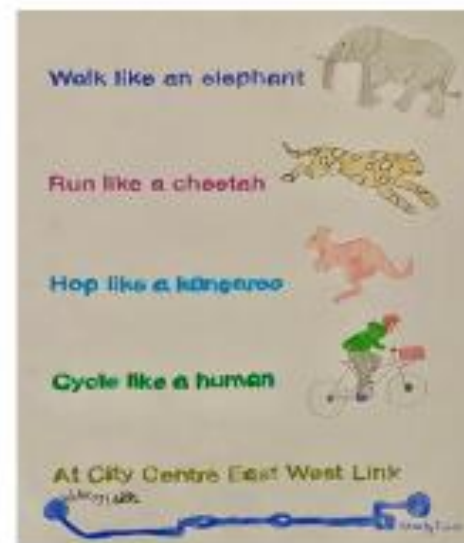 Walk like an elephant
Run like a cheetah
Hop like a kangaroo
Cycle like a human
At City Centre East West Link